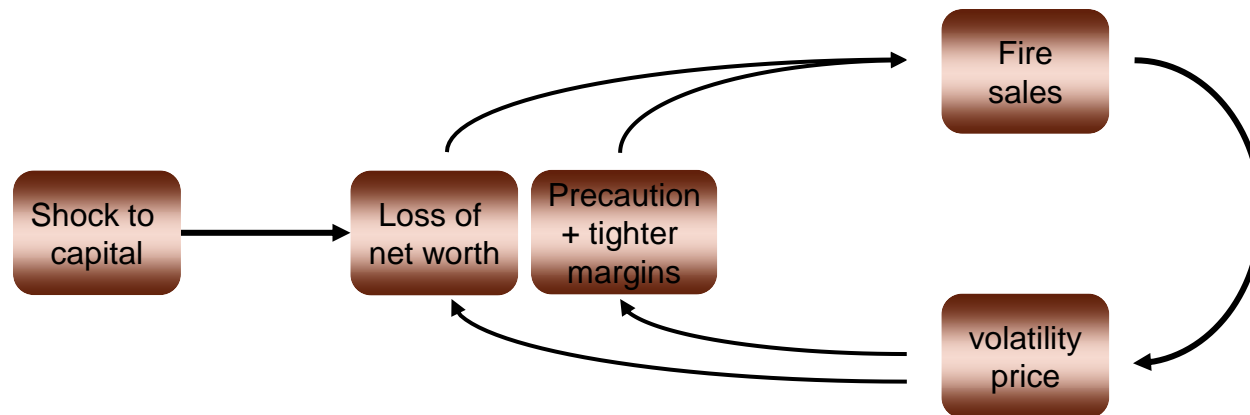 Shock to
capital
Loss of
net worth
Precaution
+ tighter
margins
Fire
sales
volatility
price